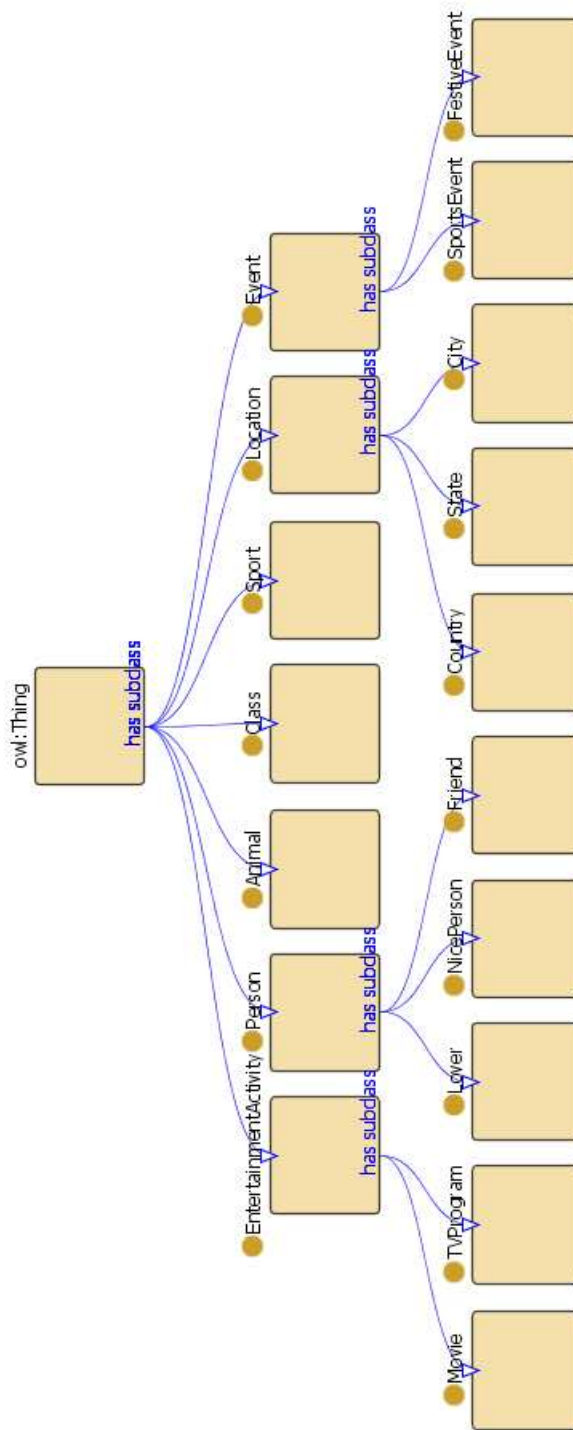 owl:Thing
has subclass
EntertainmentActivity
Person
Animal
Class
Sport
Location
Event
has subclass
has subclass
has subclass
has subclass
Movie
TVProgram
Lover
NicePerson
Friend
Country
State
City
SportsEvent
FestiveEvent